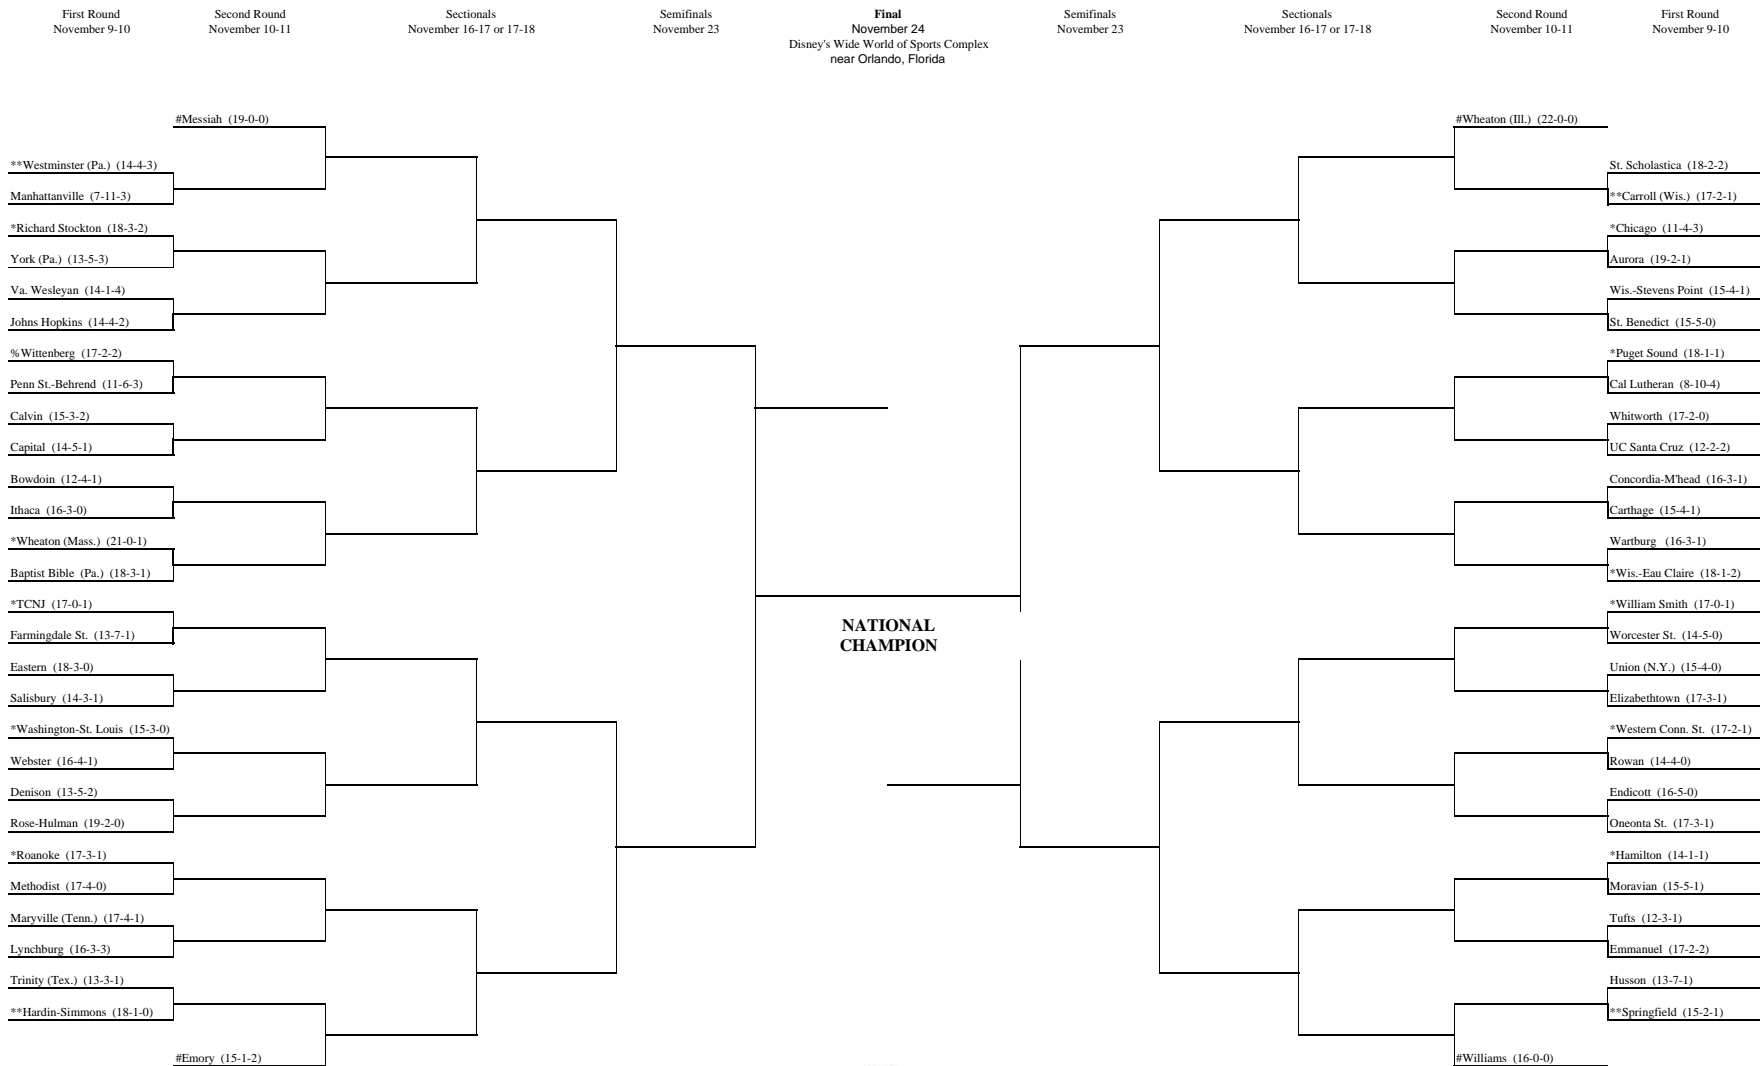 First Round
November 9-10
Second Round
November 10-11
Sectionals
November 16-17 or 17-18
Semifinals
November 23
Final
November 24
Disney's Wide World of Sports Complex
near Orlando, Florida
Semifinals
November 23
Sectionals
November 16-17 or 17-18
Second Round
November 10-11
First Round
November 9-10
#Messiah (19-0-0)
**Westminster (Pa.) (14-4-3)
Manhattanville (7-11-3)
*Richard Stockton (18-3-2)
York (Pa.) (13-5-3)
Va. Wesleyan (14-1-4)
Johns Hopkins (14-4-2)
%Wittenberg (17-2-2)
Penn St.-Behrend (11-6-3)
Calvin (15-3-2)
Capital (14-5-1)
Bowdoin (12-4-1)
Ithaca (16-3-0)
*Wheaton (Mass.) (21-0-1)
Baptist Bible (Pa.) (18-3-1)
*TCNJ (17-0-1)
Farmingdale St. (13-7-1)
Eastern (18-3-0)
Salisbury (14-3-1)
*Washington-St. Louis (15-3-0)
Webster (16-4-1)
Denison (13-5-2)
Rose-Hulman (19-2-0)
*Roanoke (17-3-1)
Methodist (17-4-0)
Maryville (Tenn.) (17-4-1)
Lynchburg (16-3-3)
Trinity (Tex.) (13-3-1)
**Hardin-Simmons (18-1-0)
#Emory (15-1-2)
NATIONAL
CHAMPION
#Wheaton (Ill.) (22-0-0)
St. Scholastica (18-2-2)
**Carroll (Wis.) (17-2-1)
*Chicago (11-4-3)
Aurora (19-2-1)
Wis.-Stevens Point (15-4-1)
St. Benedict (15-5-0)
*Puget Sound (18-1-1)
Cal Lutheran (8-10-4)
Whitworth (17-2-0)
UC Santa Cruz (12-2-2)
Concordia-M'head (16-3-1)
Carthage (15-4-1)
Wartburg (16-3-1)
*Wis.-Eau Claire (18-1-2)
*William Smith (17-0-1)
Worcester St. (14-5-0)
Union (N.Y.) (15-4-0)
Elizabethtown (17-3-1)
*Western Conn. St. (17-2-1)
Rowan (14-4-0)
Endicott (16-5-0)
Oneonta St. (17-3-1)
*Hamilton (14-1-1)
Moravian (15-5-1)
Tufts (12-3-1)
Emmanuel (17-2-2)
Husson (13-7-1)
**Springfield (15-2-1)
#Williams (16-0-0)